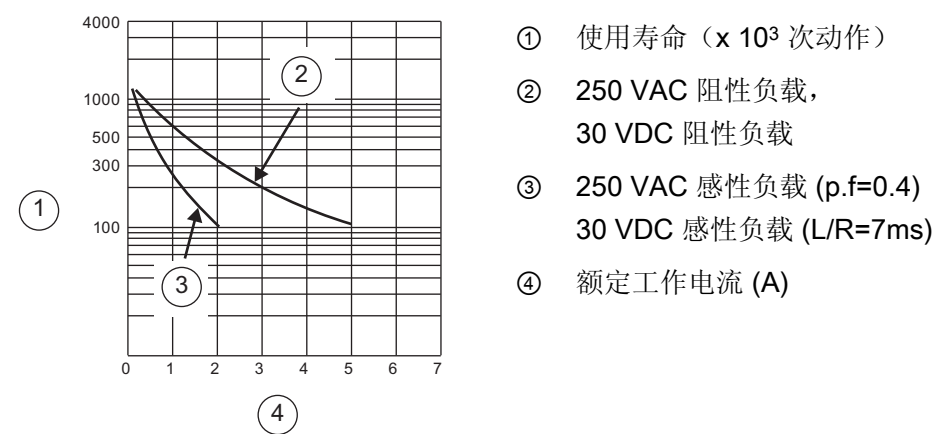 4000
1000
500
300
100
0 1 2 3 4 5 6 7
1
2
3
4
① 使用寿命（x 10³ 次动作）
② 250 VAC 阻性负载，
30 VDC 阻性负载
③ 250 VAC 感性负载 (p.f=0.4)
30 VDC 感性负载 (L/R=7ms)
④ 额定工作电流 (A)